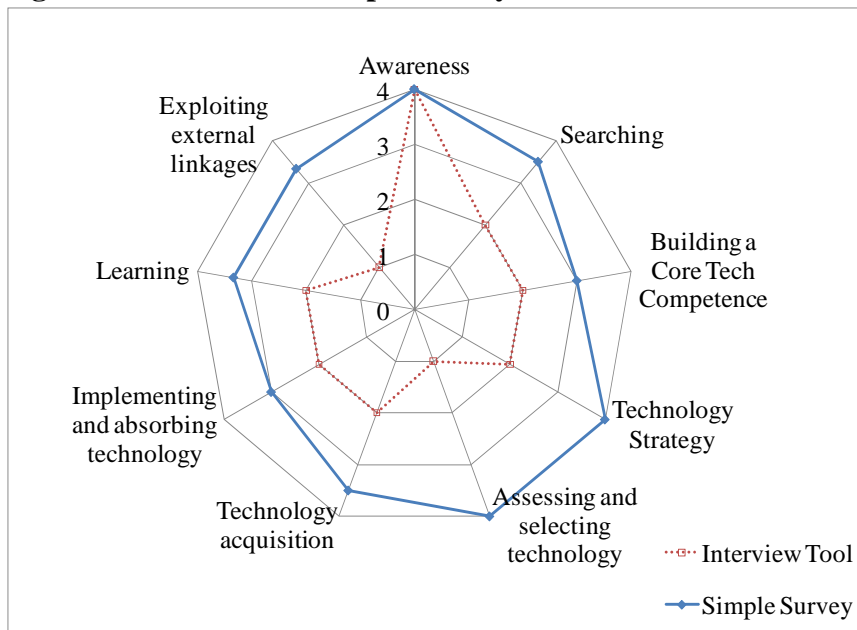 Awareness
4
Exploiting
external
linkages
Searching
3
2
Building a
Core Tech
Competence
Learning
1
0
Implementing
and absorbing
technology
Technology
Strategy
Technology
acquisition
Assessing and
selecting
technology
Interview Tool
Simple Survey